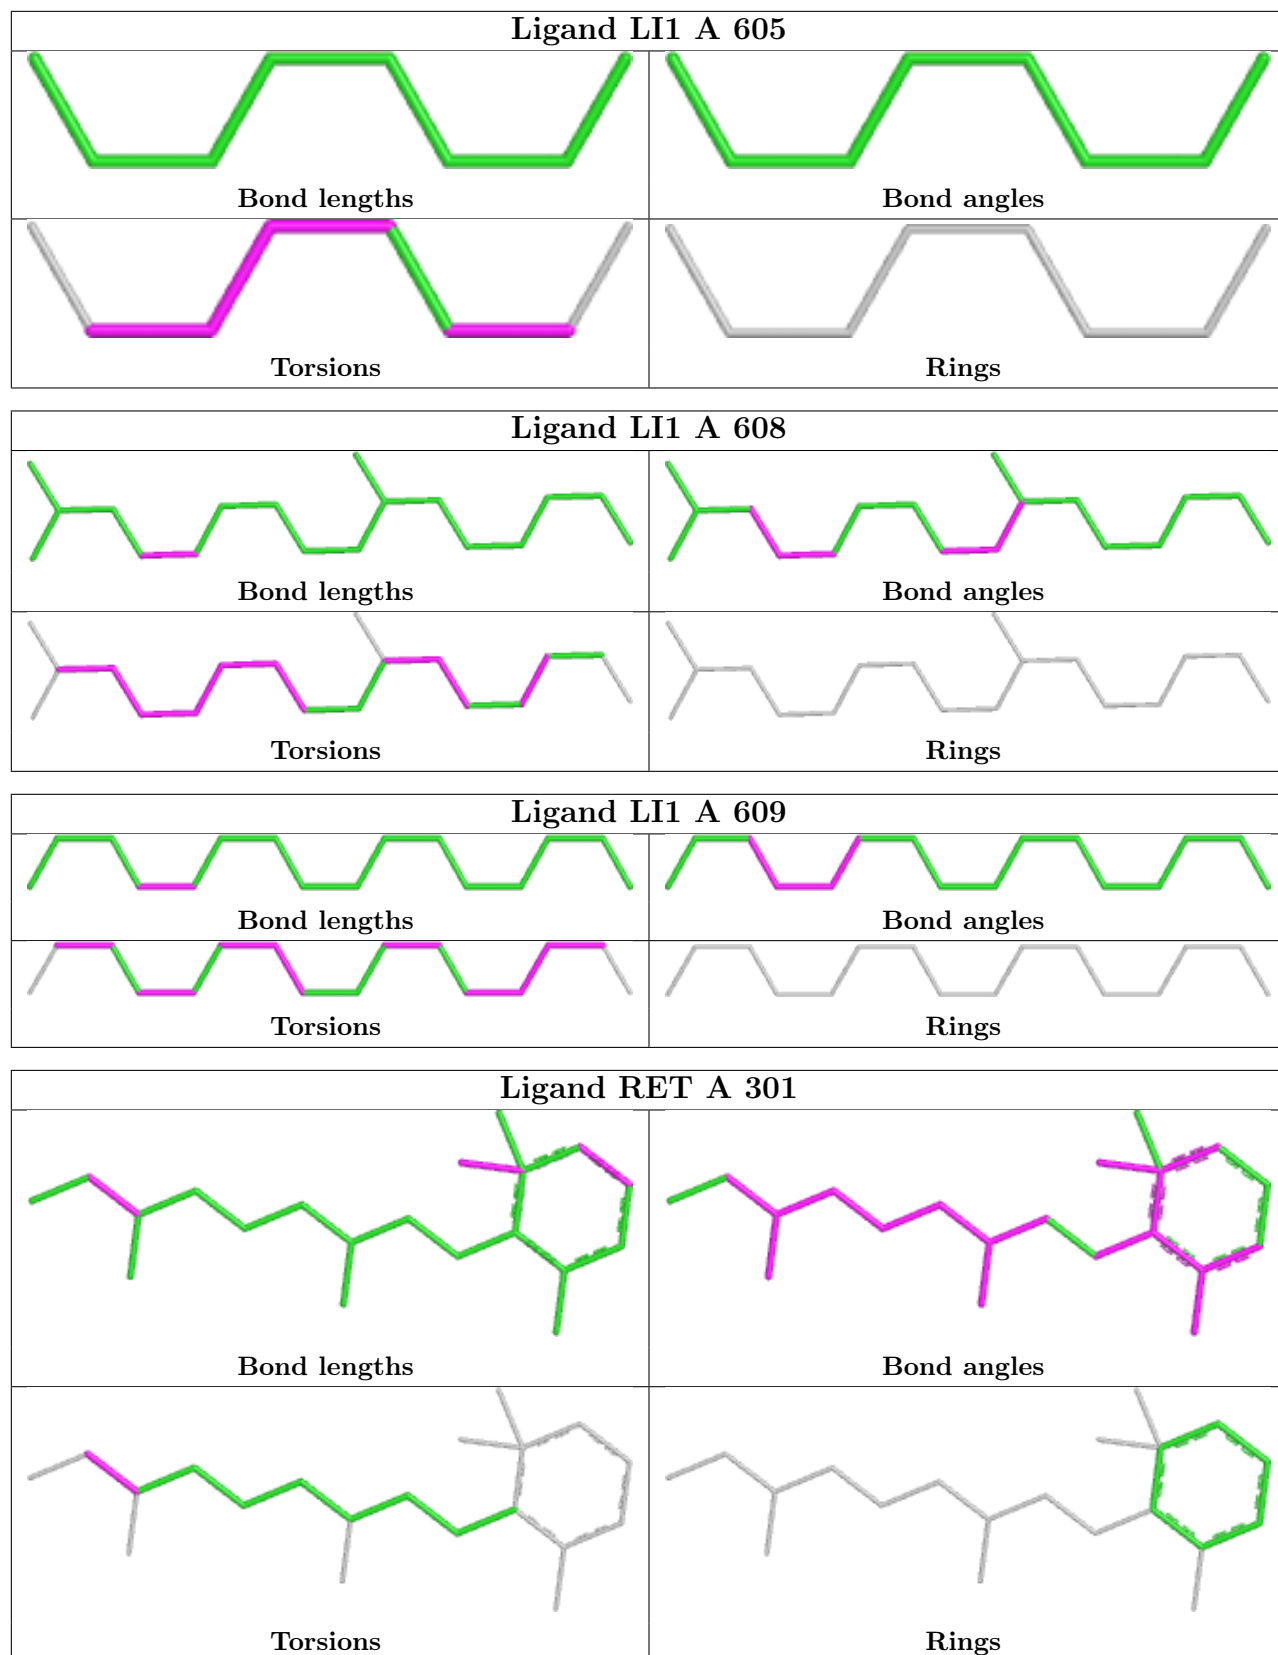 Ligand LI1 A 605
Bond lengths
Bond angles
Torsions
Rings
Ligand LI1 A 608
Bond lengths
Bond angles
Torsions
Rings
Ligand LI1 A 609
Bond lengths
Bond angles
Torsions
Rings
Ligand RET A 301
Bond lengths
Bond angles
Torsions
Rings